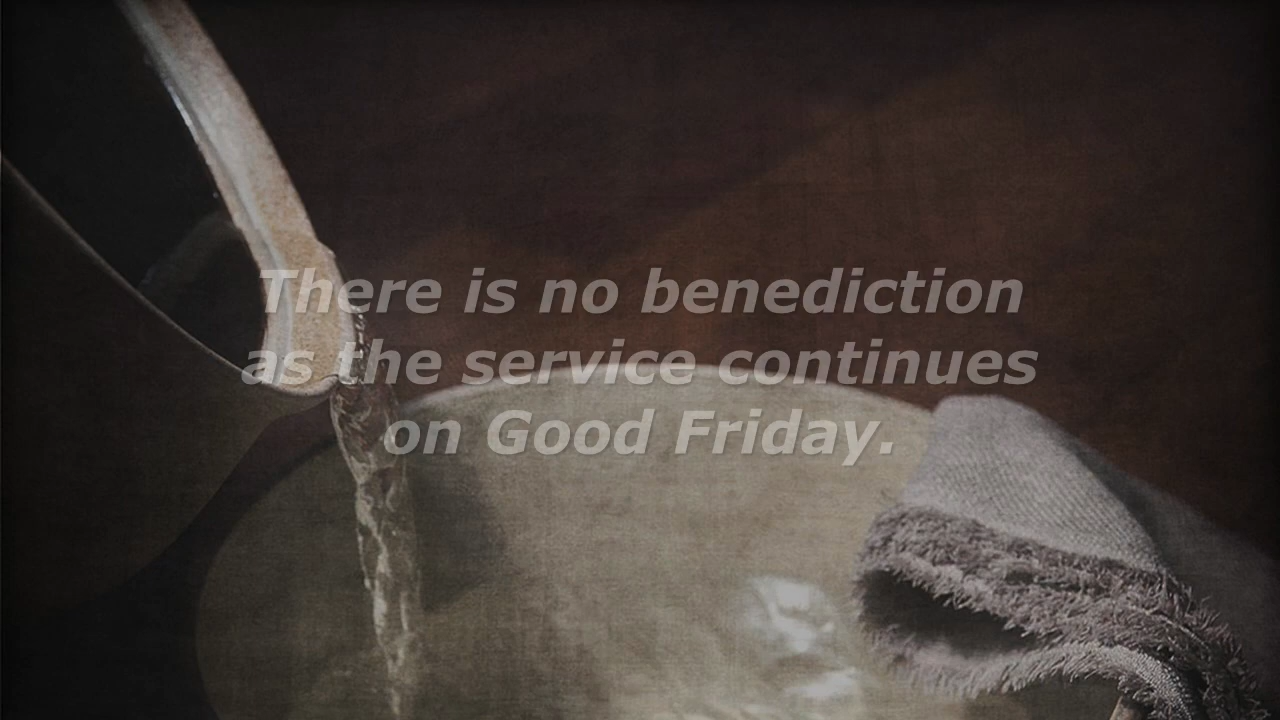 There is no benediction
as the service continues
on Good Friday.